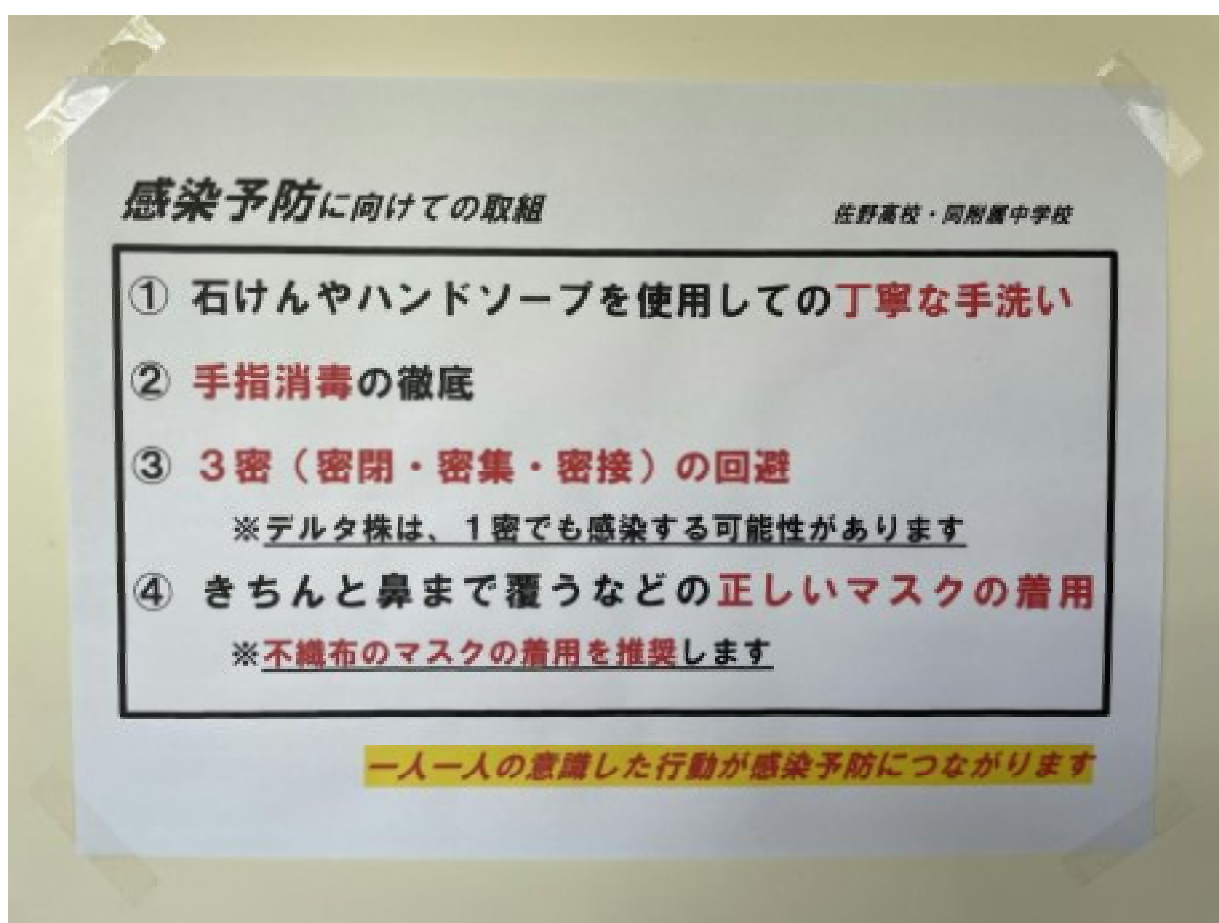 感染予防に向けての取組
佐野高校・同附属中学校
① 石けんやハンドソープを使用しての丁寧な手洗い
② 手指消毒の徹底
③ 3密（密閉・密集・密接）の回避
※デルタ株は、1密でも感染する可能性があります
④ きちんと鼻まで覆うなどの正しいマスクの着用
※不織布のマスクの着用を推奨します
一人一人の意識した行動が感染予防につながります